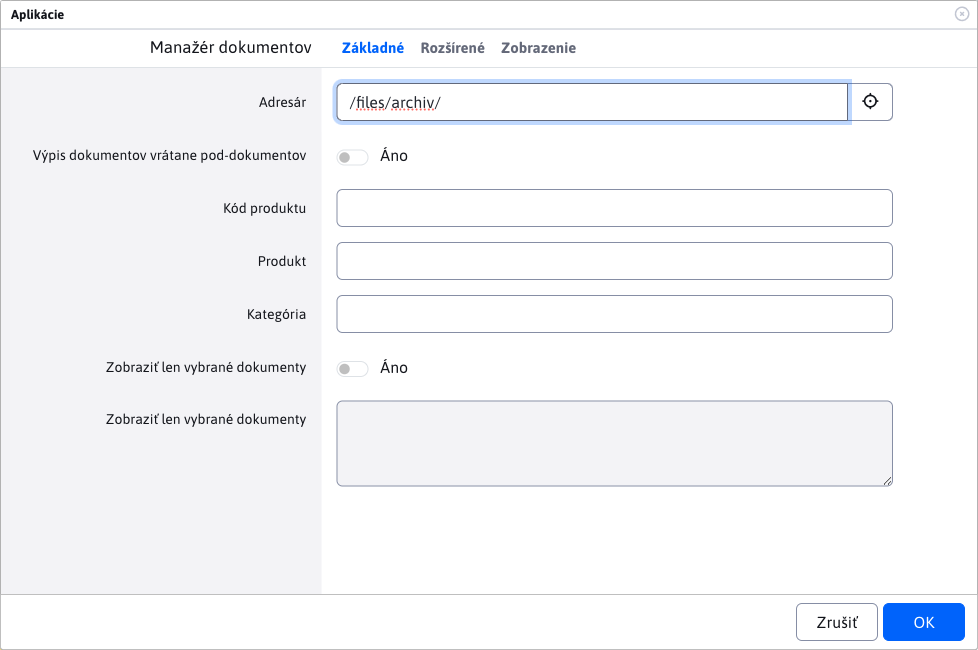 Aplikácie
Manažér dokumentov Základné Rozšírené Zobrazenie
Adresár /files/archiv/
Výpis dokumentov vrátane pod-dokumentov Áno
Kód produktu
Produkt
Kategória
Zobraziť len vybrané dokumenty Áno
Zobraziť len vybrané dokumenty
Zrušiť OK